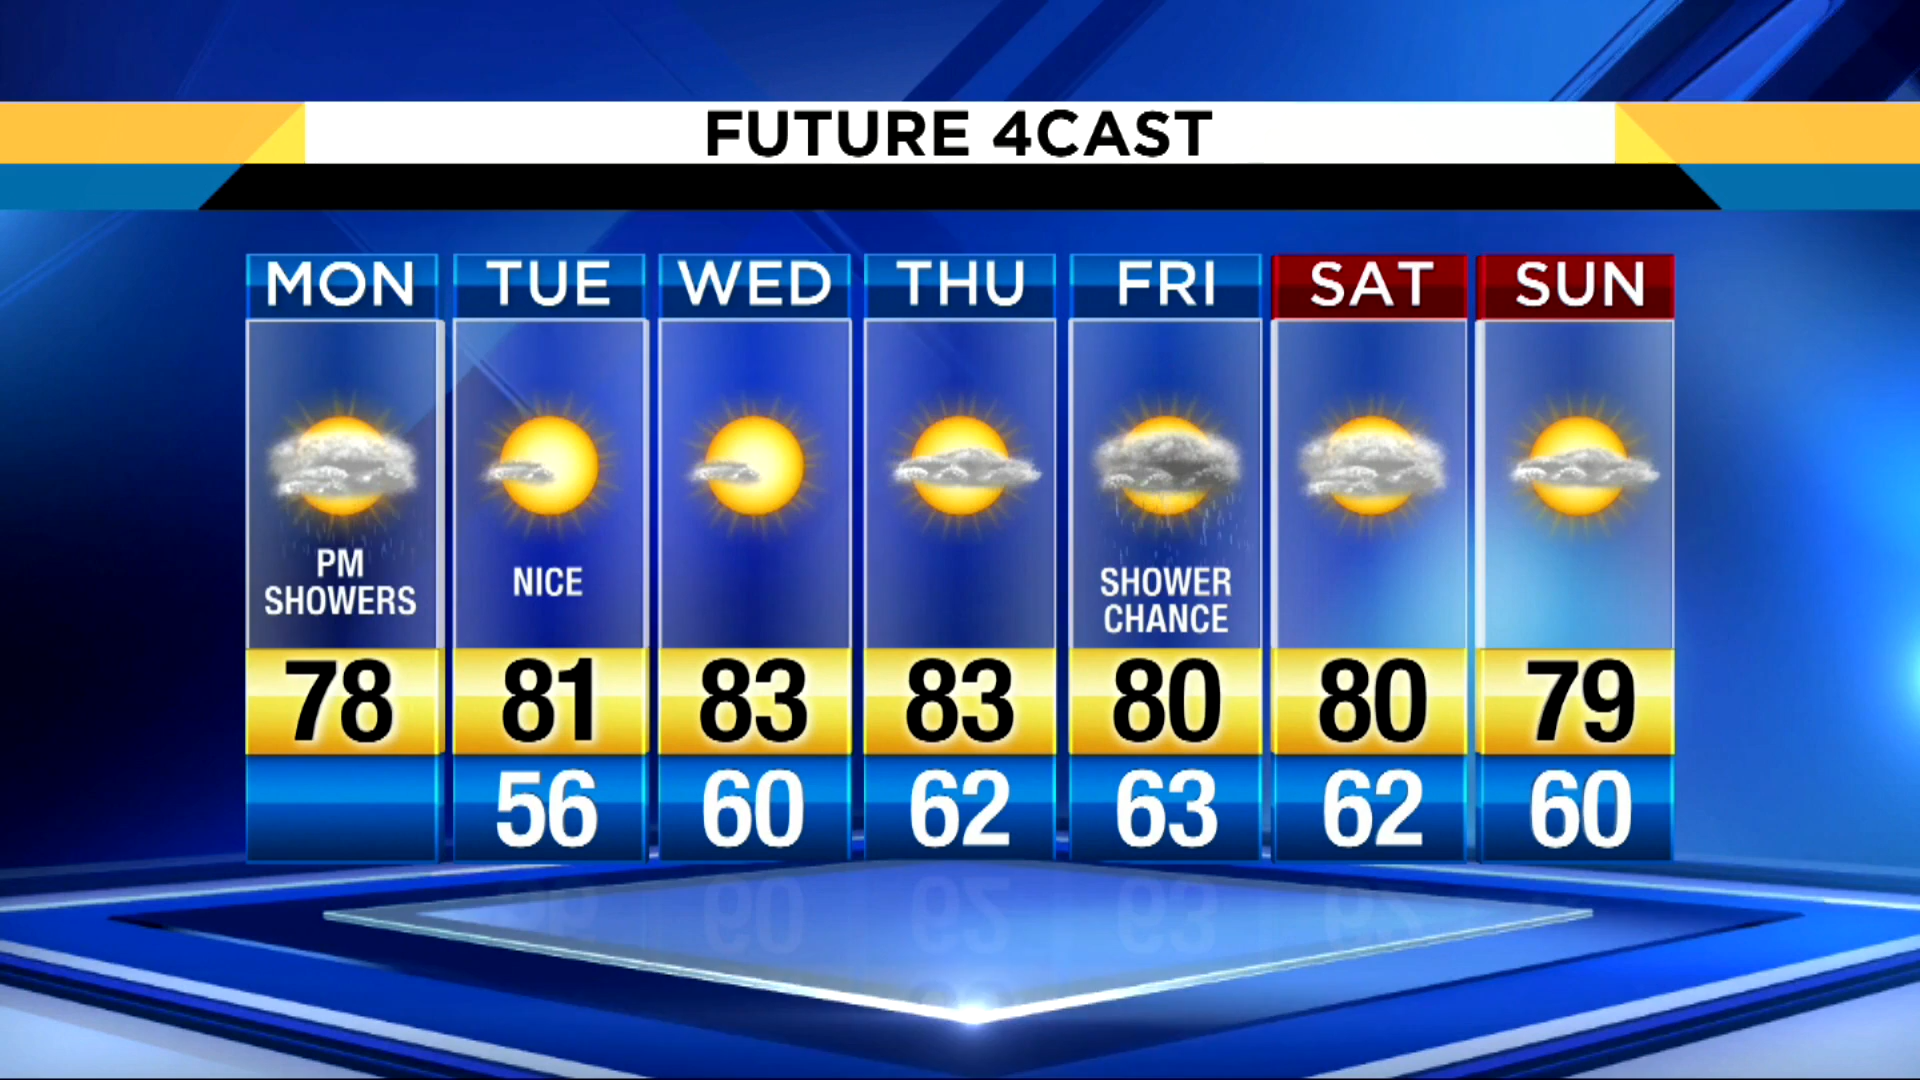 FUTURE 4CAST
MON TUE WED THU FRI SAT SUN
PM
SHOWERS
NICE
SHOWER
CHANCE
78 81 83 83 80 80 79
56 60 62 63 62 60